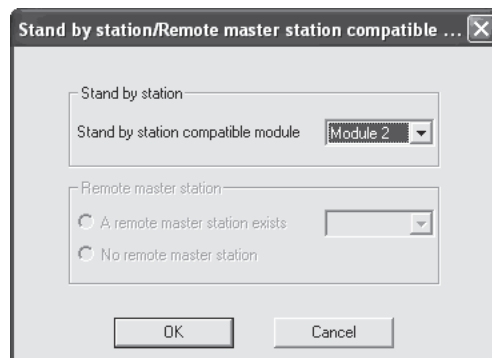 Stand by station/Remote master station compatible ...
Stand by station
Stand by station compatible module Module 2
Remote master station
A remote master station exists
No remote master station
OK Cancel